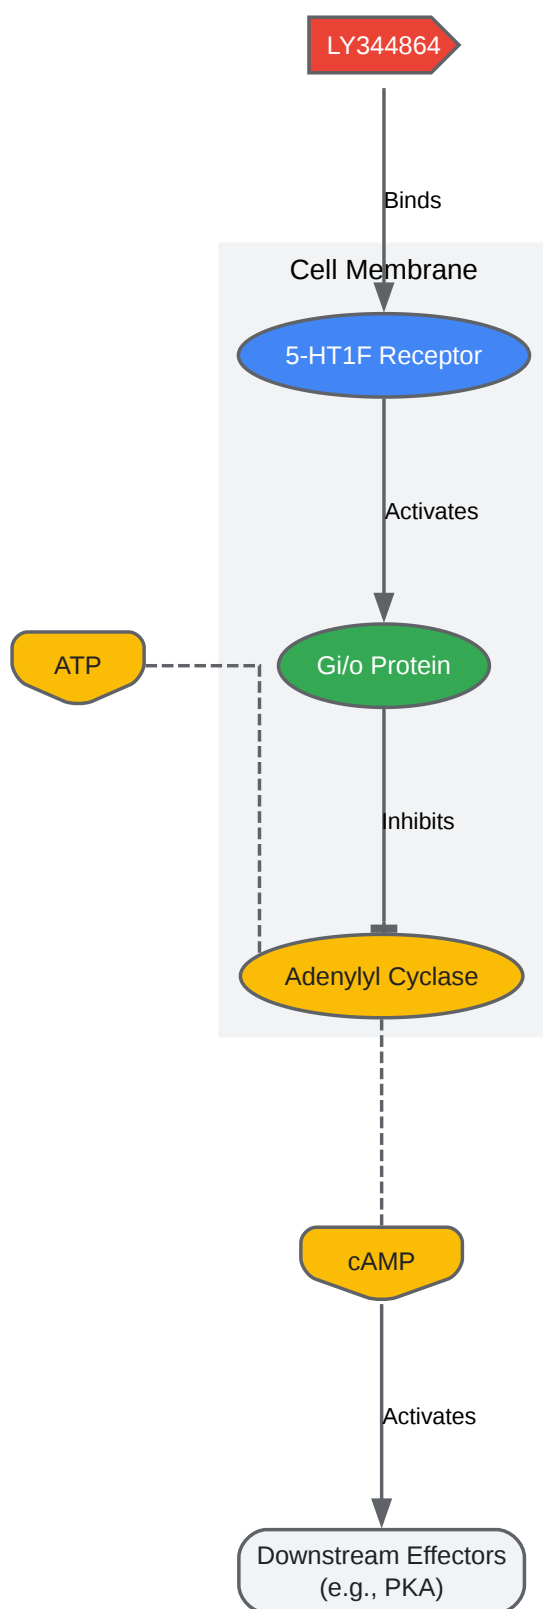 LY344864
Binds
Cell Membrane
5-HT1F Receptor
Activates
ATP
Gi/o Protein
Inhibits
Adenylyl Cyclase
cAMP
Activates
Downstream Effectors
(e.g., PKA)